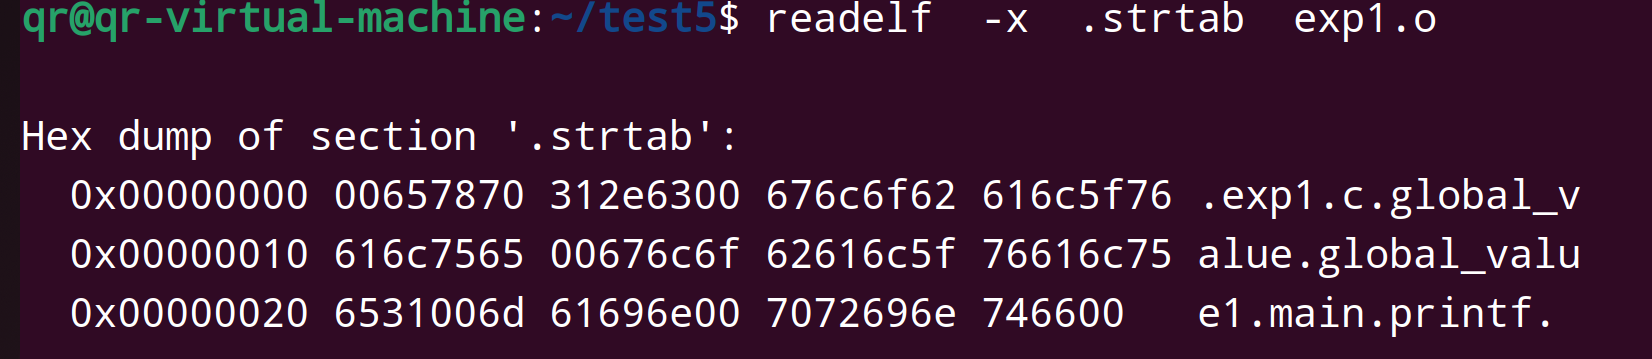 qr@qr-virtual-machine:~/test5$ readelf  -x  .strtab  exp1.o
Hex dump of section '.strtab':
  0x00000000 00657870 312e6300 676c6f62 616c5f76 .exp1.c.global_v
  0x00000010 616c7565 00676c6f 62616c5f 76616c75 alue.global_valu
  0x00000020 6531006d 61696e00 7072696e 746600   e1.main.printf.